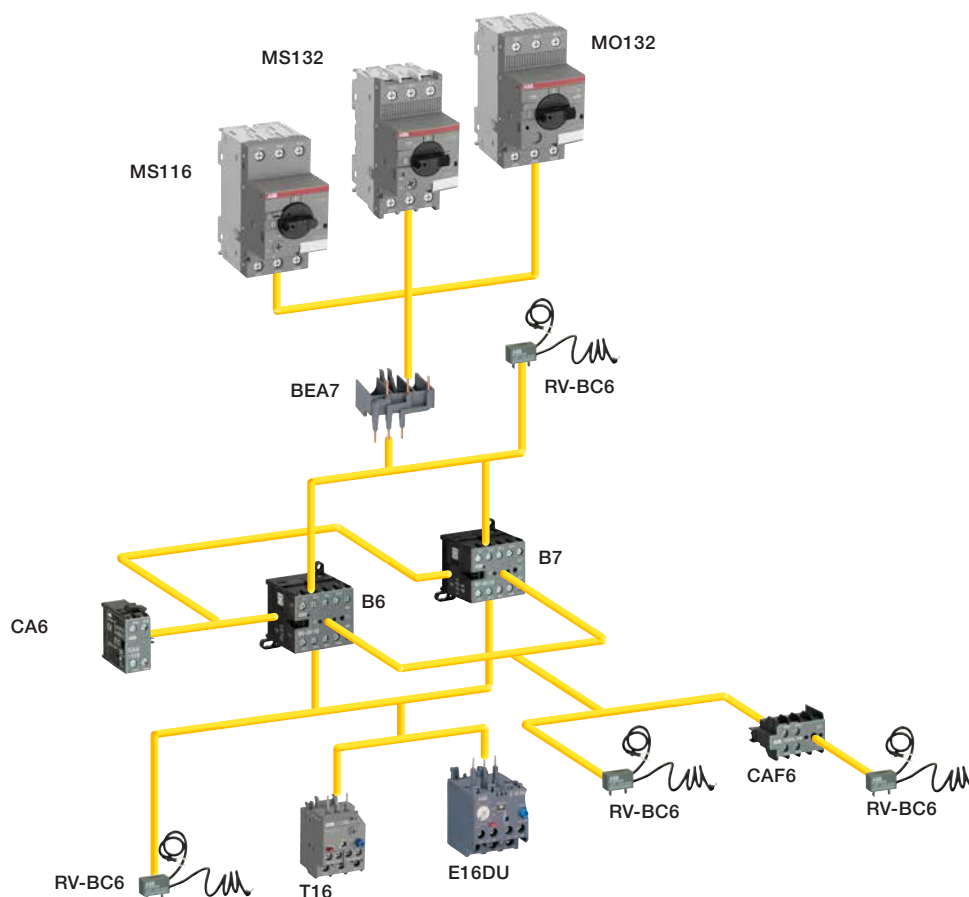 MO132
MS132
MS116
BEA7
RV-BC6
B7
B6
CA6
CAF6
RV-BC6
RV-BC6
E16DU
RV-BC6
T16